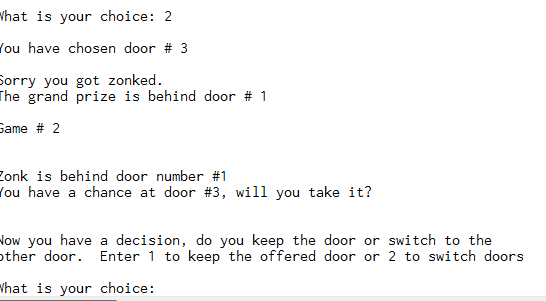 What is your choice: 2
You have chosen door # 3
Sorry you got zonked.
The grand prize is behind door # 1
Game # 2
Zonk is behind door number #1
You have a chance at door #3, will you take it?
Now you have a decision, do you keep the door or switch to the
other door.  Enter 1 to keep the offered door or 2 to switch doors
What is your choice: